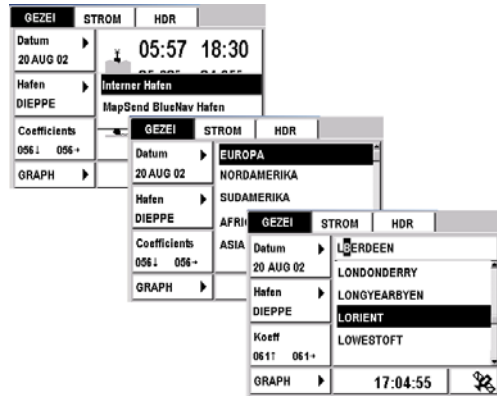 GEZEI STROM HDR
Datum
20 AUG 02
05:57 18:30
Hafen
DIEPPE
Interner Hafen
MapSend BlueNav Hafen
Coefficients
056↓ 056→
GRAPH
GEZEI STROM HDR
Datum
20 AUG 02
EUROPA
NORDAMERIKA
Hafen
DIEPPE
SUDAMERIKA
AFRI
Coefficients
056↓ 056→
ASIA
GRAPH
GEZEI STROM HDR
Datum
20 AUG 02
LBERDEEN
LONDONDERRY
Hafen
DIEPPE
LONGYEARBYEN
LORIENT
Koeff
061↑ 061→
LOWESTOFT
GRAPH
17:04:55